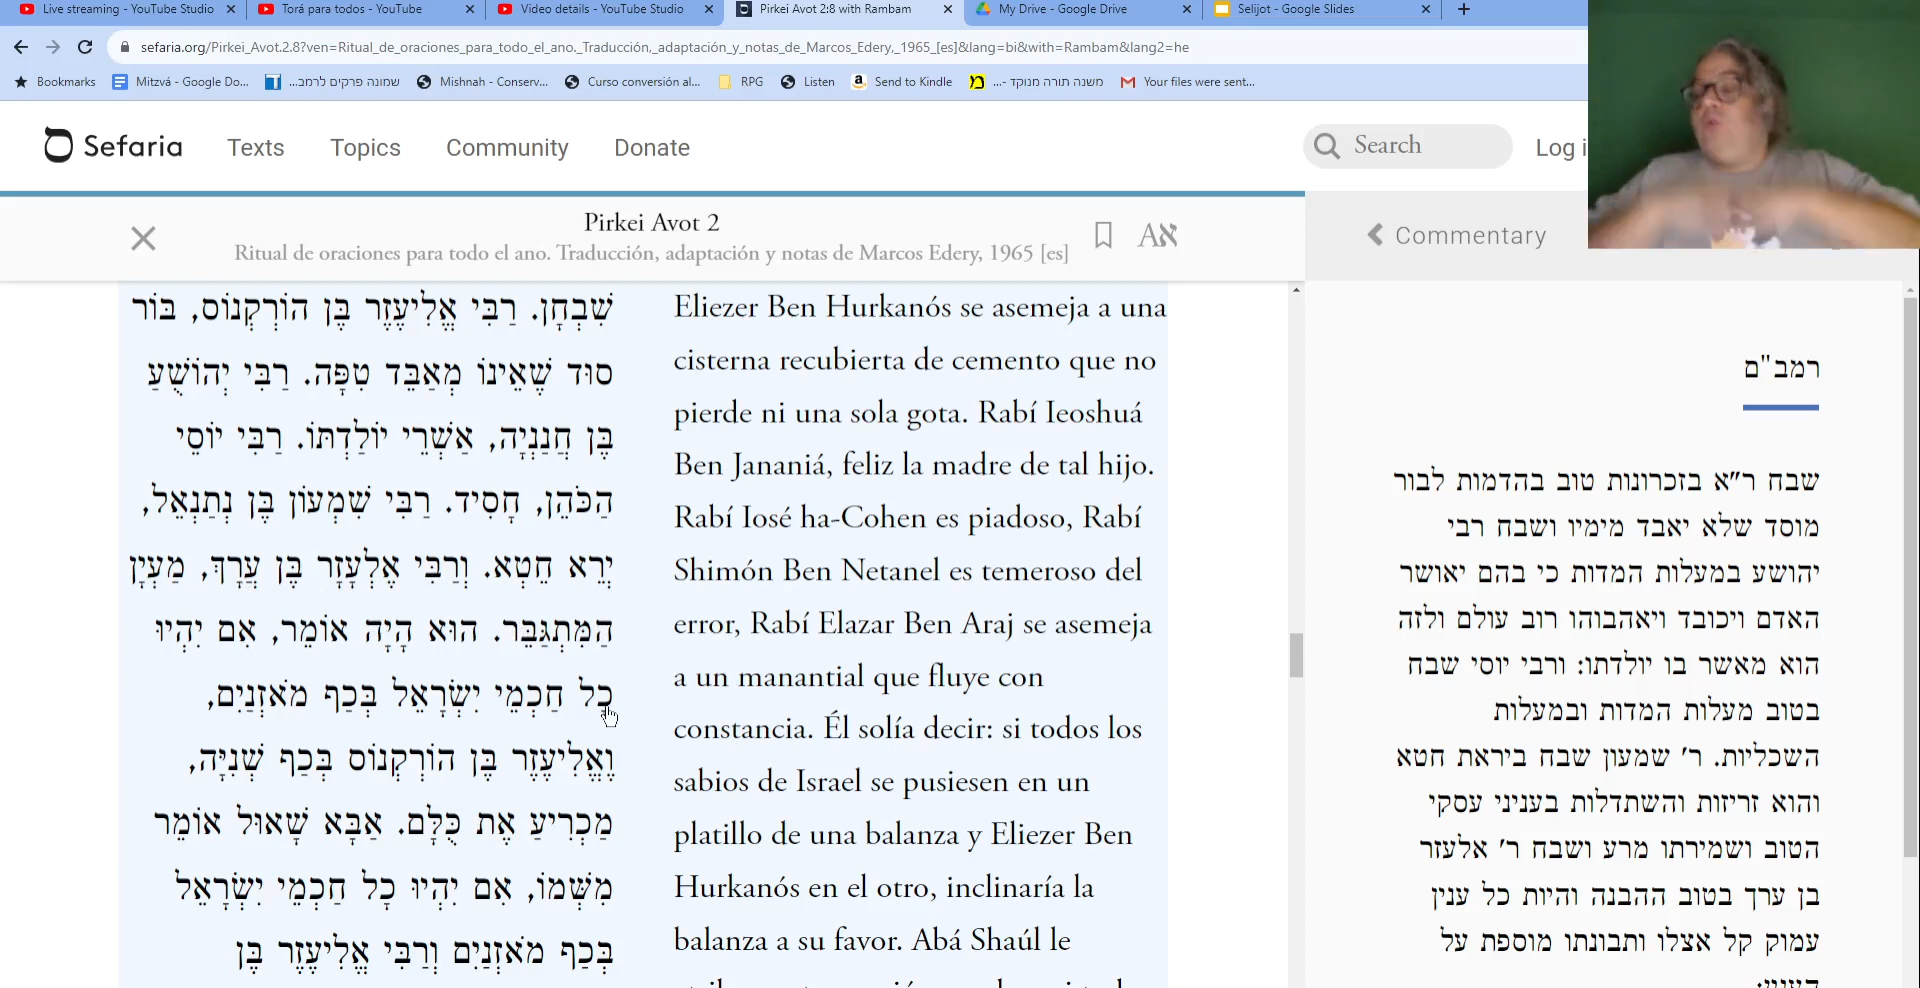 Live streaming - YouTube Studio
Torá para todos - YouTube
Video details - YouTube Studio
Pirkei Avot 2:8 with Rambam
My Drive - Google Drive
Selijot - Google Slides
sefaria.org/Pirkei_Avot.2.8?ven=Ritual_de_oraciones_para_todo_el_ano._Traducción,_adaptación_y_notas_de_Marcos_Edery,_1965_[es]&lang=bi&with=Rambam&lang2=he
Bookmarks
Mitzvá - Google Do...
שמונה פרקים לרמב...
Mishnah - Conserv...
Curso conversión al...
RPG
Listen
Send to Kindle
משנה תורה מנוקד -...
Your files were sent...
Sefaria
Texts
Topics
Community
Donate
Search
Log i
Pirkei Avot 2
Ritual de oraciones para todo el ano. Traducción, adaptación y notas de Marcos Edery, 1965 [es]
Commentary
שִׁבְחָן. רַבִּי אֱלִיעֶזֶר בֶּן הוֹרְקְנוֹס, בּוֹר
סוּד שֶׁאֵינוֹ מְאַבֵּד טִפָּה. רַבִּי יְהוֹשֻׁעַ
בֶּן חֲנַנְיָה, אַשְׁרֵי יוֹלַדְתּוֹ. רַבִּי יוֹסֵי
הַכֹּהֵן, חָסִיד. רַבִּי שִׁמְעוֹן בֶּן נְתַנְאֵל,
יְרֵא חֵטְא. וְרַבִּי אֶלְעָזָר בֶּן עֲרָךְ, מַעְיָן
הַמִּתְגַּבֵּר. הוּא הָיָה אוֹמֵר, אִם יִהְיוּ
כָל חַכְמֵי יִשְׂרָאֵל בְּכַף מֹאזְנַיִם,
וֶאֱלִיעֶזֶר בֶּן הוֹרְקְנוֹס בְּכַף שְׁנִיָּה,
מַכְרִיעַ אֶת כֻּלָּם. אַבָּא שָׁאוּל אוֹמֵר
מִשְּׁמוֹ, אִם יִהְיוּ כָל חַכְמֵי יִשְׂרָאֵל
בְּכַף מֹאזְנַיִם וְרַבִּי אֱלִיעֶזֶר בֶּן
Eliezer Ben Hurkanós se asemeja a una
cisterna recubierta de cemento que no
pierde ni una sola gota. Rabí Ieoshuá
Ben Jananiá, feliz la madre de tal hijo.
Rabí Iosé ha-Cohen es piadoso, Rabí
Shimón Ben Netanel es temeroso del
error, Rabí Elazar Ben Araj se asemeja
a un manantial que fluye con
constancia. Él solía decir: si todos los
sabios de Israel se pusiesen en un
platillo de una balanza y Eliezer Ben
Hurkanós en el otro, inclinaría la
balanza a su favor. Abá Shaúl le
רמב"ם
שבח ר״א בזכרונות טוב בהדמות לבור
מוסד שלא יאבד מימיו ושבח רבי
יהושע במעלות המדות כי בהם יאושר
האדם ויכובד ויאהבוהו רוב עולם ולזה
הוא מאשר בו יולדתו: ורבי יוסי שבח
בטוב מעלות המדות ובמעלות
השכליות. ר׳ שמעון שבח ביראת חטא
והוא זריזות והשתדלות בעניני עסקי
הטוב ושמירתו מרע ושבח ר׳ אלעזר
בן ערך בטוב ההבנה והיות כל ענין
עמוק קל אצלו ותבונתו מוספת על